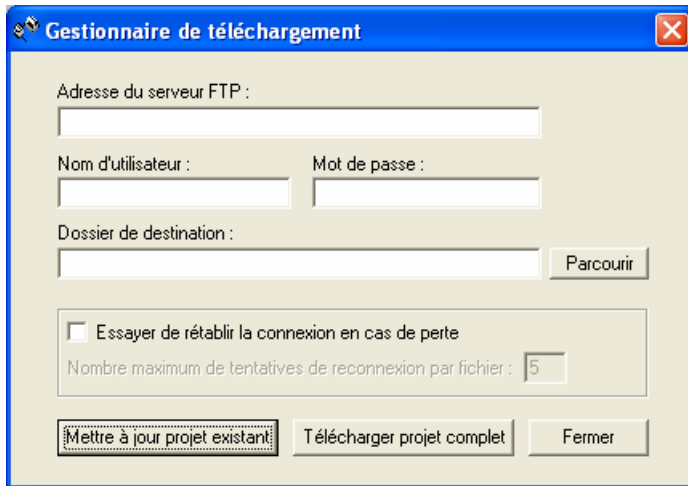 Gestionnaire de téléchargement
Adresse du serveur FTP :
Nom d'utilisateur : Mot de passe :
Dossier de destination :
Parcourir
Essayer de rétablir la connexion en cas de perte
Nombre maximum de tentatives de reconnexion par fichier : 5
Mettre à jour projet existant Télécharger projet complet Fermer